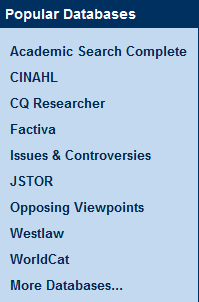 Popular Databases
Academic Search Complete
CINAHL
CQ Researcher
Factiva
Issues & Controversies
JSTOR
Opposing Viewpoints
Westlaw
WorldCat
More Databases...